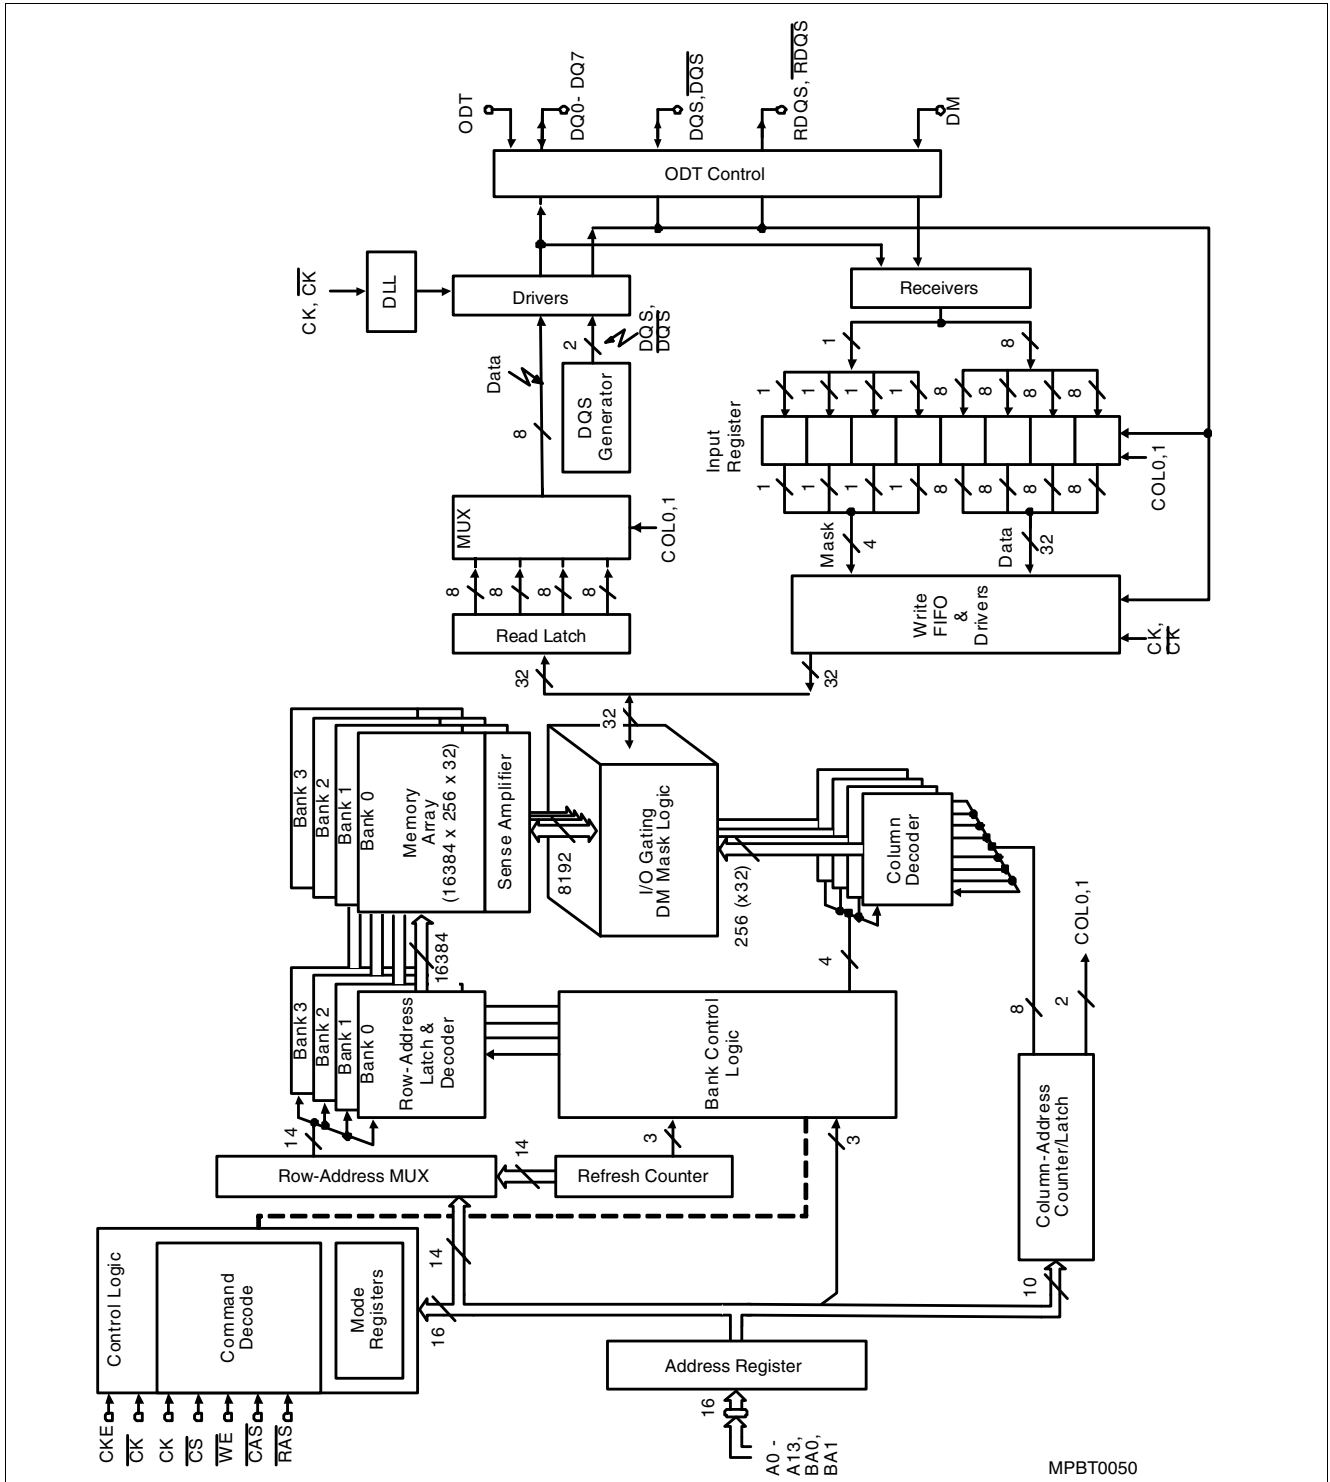 ODT
DQ0- DQ7
DQS,DQS
RDQS, RDQS
DM
ODT Control
CK, CK
DLL
Drivers
Receivers
DQS,
DQS
2
Data
8
DQS
Generator
1
8
1
1
1
1
8
8
8
8
Input
Register
COL0,1
1
1
1
1
8
8
8
8
MUX
COL0,1
Mask
4
Data
32
8
8
8
8
Read Latch
Write
FIFO
&
Drivers
CK,
CK
32
32
32
Bank 3
Bank 2
Bank 1
Bank 0
Memory
Array
(16384 x 256 x 32)
Sense Amplifier
8192
I/O Gating
DM Mask Logic
256 (x32)
Column
Decoder
16384
4
COL0,1
8
2
Bank 3
Bank 2
Bank 1
Bank 0
Row-Address
Latch &
Decoder
Bank Control
Logic
14
14
3
3
Row-Address MUX
Refresh Counter
Column-Address
Counter/Latch
Control Logic
Command
Decode
Mode
Registers
14
16
10
Address Register
CKE
CK
CK
CS
WE
CAS
RAS
16
A0 -
A13,
BA0,
BA1
MPBT0050